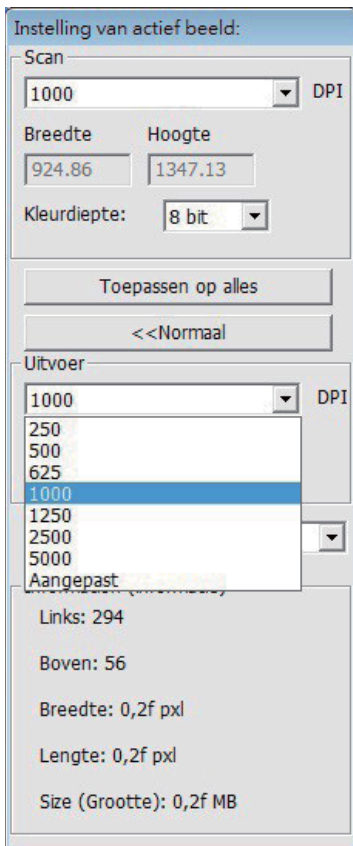 Instelling van actief beeld:
Scan
1000 DPI
Breedte Hoogte
924.86 1347.13
Kleurdiepte: 8 bit
Toepassen op alles
<<Normaal
Uitvoer
1000 DPI
250
500
625
1000
1250
2500
5000
Aangepast
Links: 294
Boven: 56
Breedte: 0,2f pxl
Lengte: 0,2f pxl
Size (Grootte): 0,2f MB